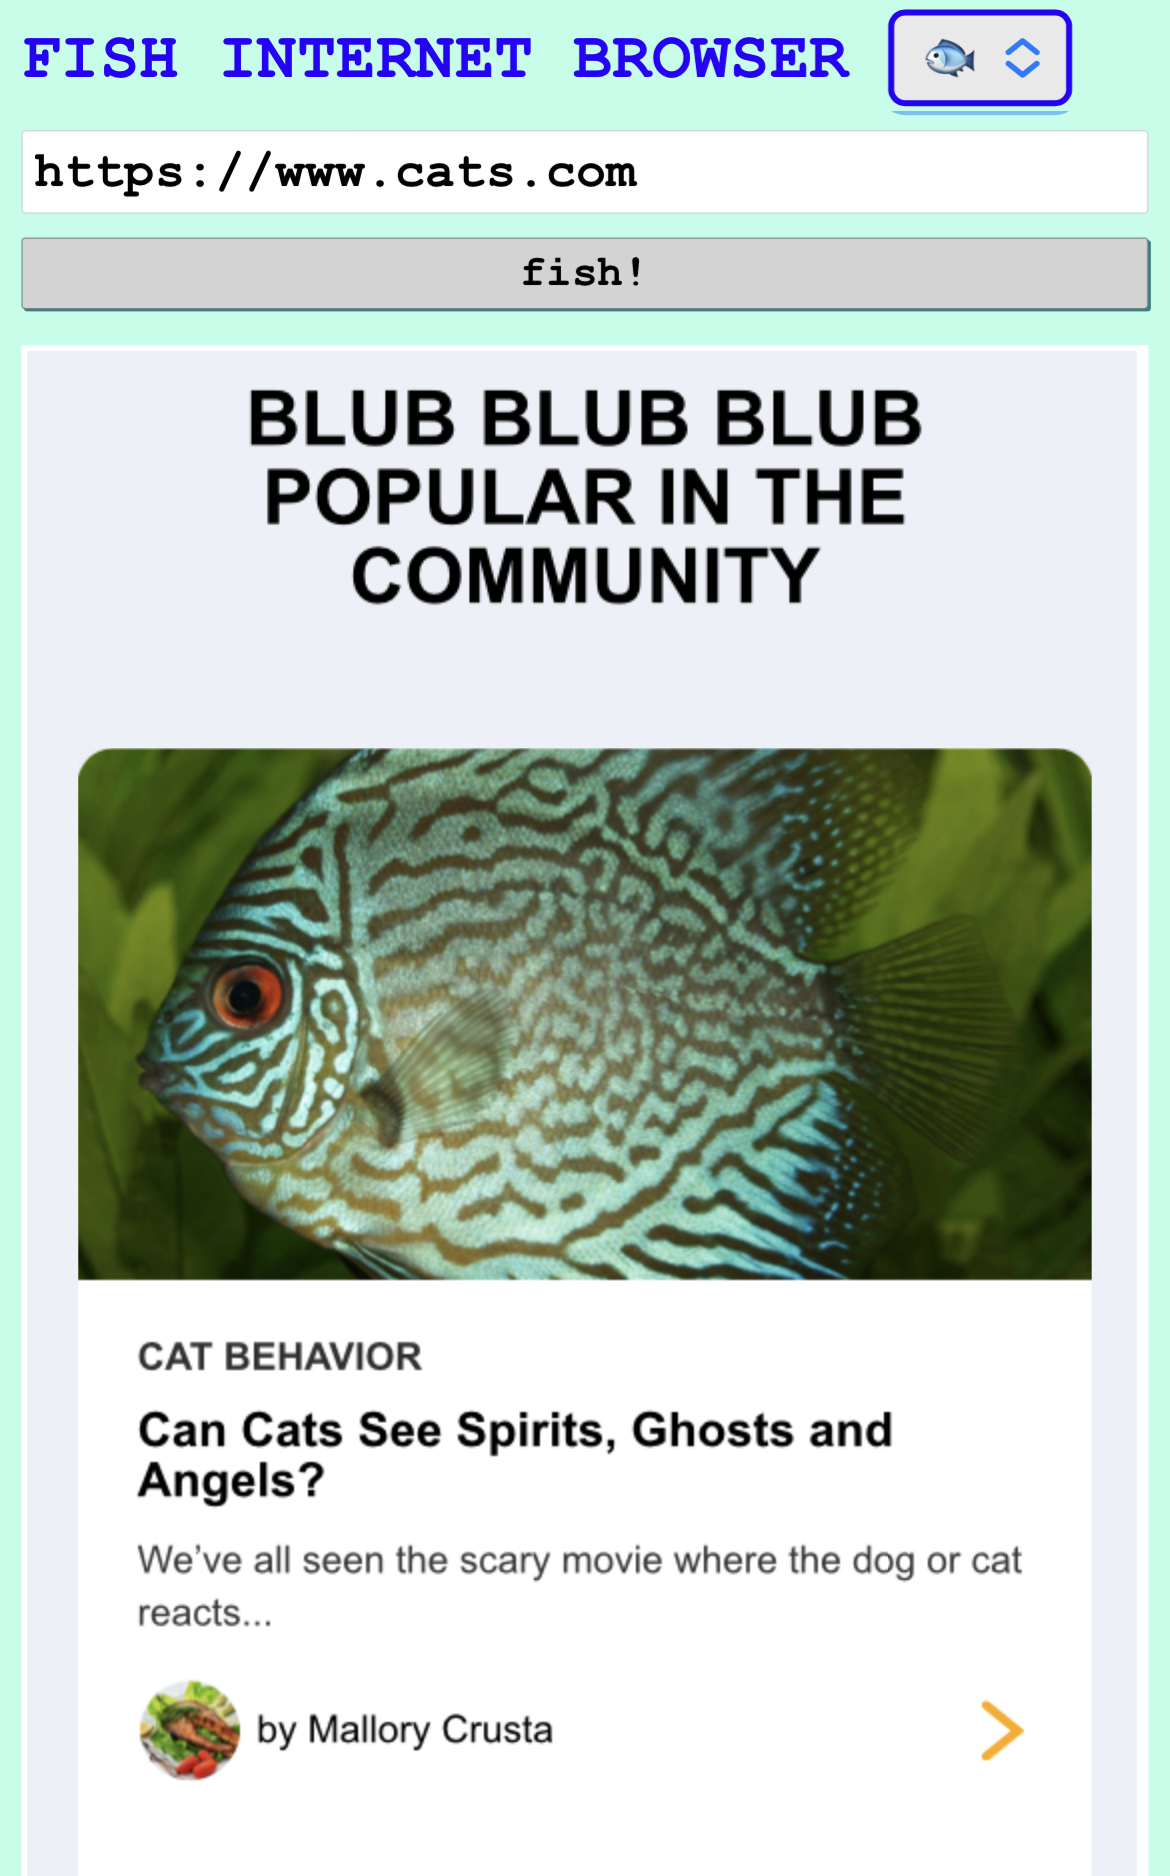 FISH INTERNET BROWSER
https://www.cats.com
fish!
BLUB BLUB BLUB
POPULAR IN THE
COMMUNITY
CAT BEHAVIOR
Can Cats See Spirits, Ghosts and
Angels?
We’ve all seen the scary movie where the dog or cat
reacts...
by Mallory Crusta